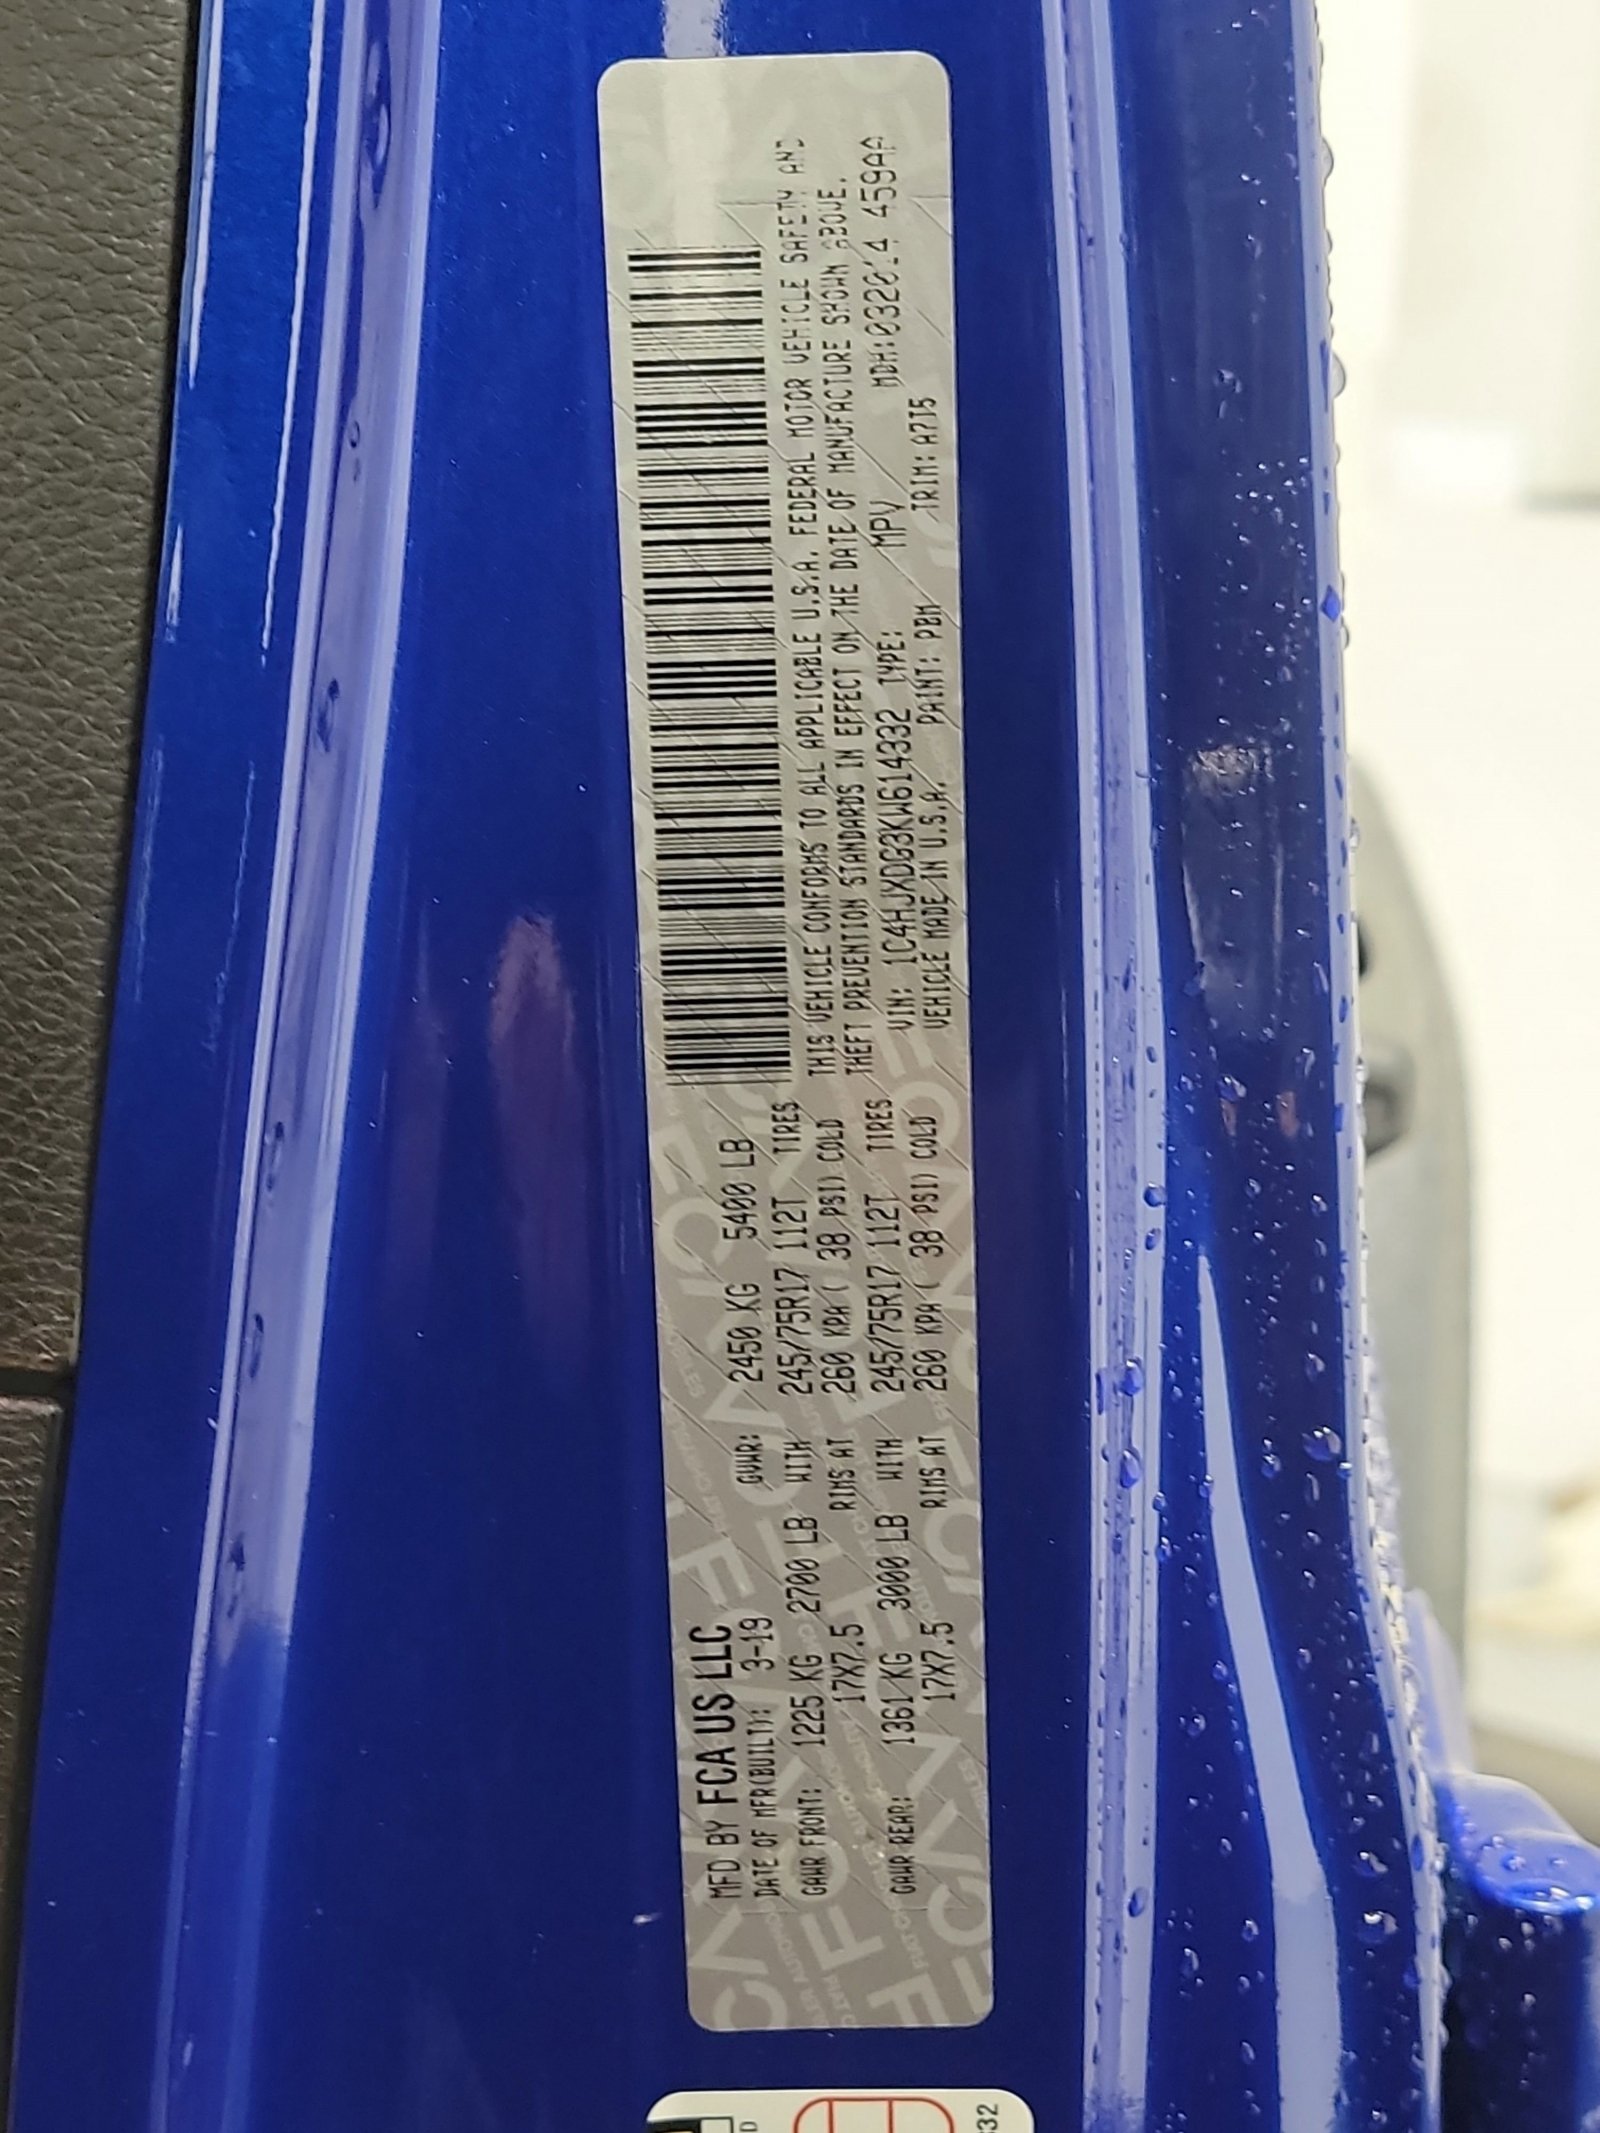 MFD BY FCA US LLC
DATE OF MFR(BUILT): 3-19 GVWR: 2450 KG 5400 LB
GAWR FRONT: 1225 KG 2700 LB WITH 245/75R17 112T TIRES
17X7.5 RIMS AT 260 KPA ( 38 PSI) COLD
GAWR REAR: 1361 KG 3000 LB WITH 245/75R17 112T TIRES
17X7.5 RIMS AT 260 KPA ( 38 PSI) COLD
THIS VEHICLE CONFORMS TO ALL APPLICABLE U.S.A. FEDERAL MOTOR VEHICLE SAFETY AND
THEFT PREVENTION STANDARDS IN EFFECT ON THE DATE OF MANUFACTURE SHOWN ABOVE.
VIN: 1C4HJXDG3KW614332 TYPE: MPV MDH:032014 459AA
VEHICLE MADE IN U.S.A. PAINT: PBM TRIM: A7J5
D
332